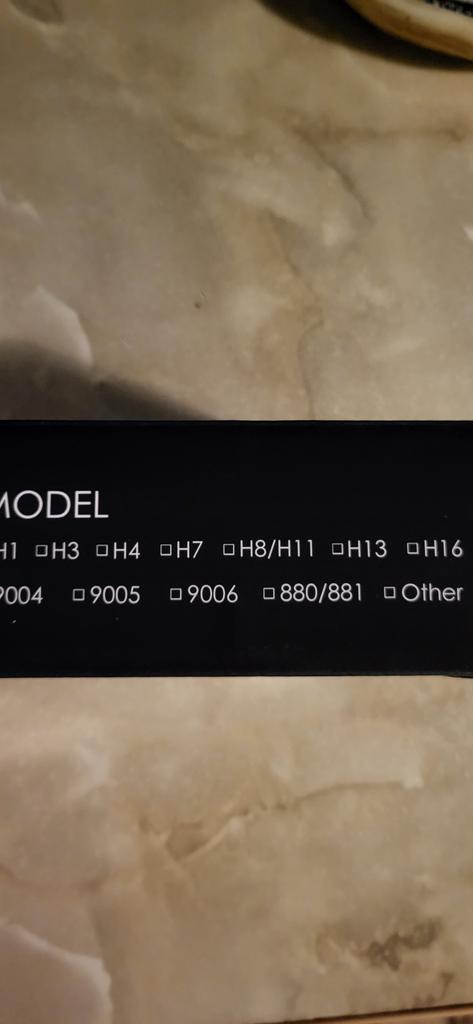 MODEL
H1 □H3 □H4 □H7 □H8/H11 □H13 □H16
9004 □9005 □9006 □880/881 □Other